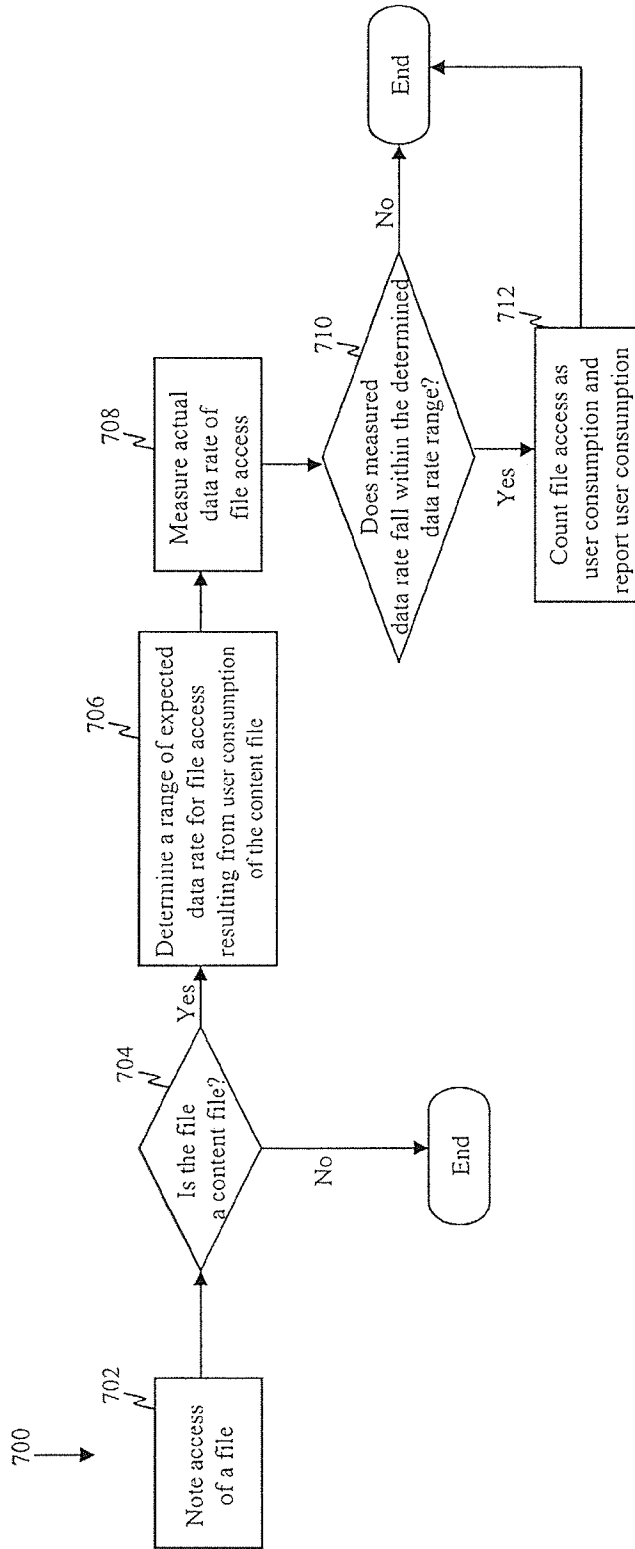 700
702
Note access
of a file
704
Is the file
a content file?
Yes
No
End
706
Determine a range of expected
data rate for file access
resulting from user consumption
of the content file
708
Measure actual
data rate of
file access
710
Does measured
data rate fall within the determined
data rate range?
No
End
Yes
712
Count file access as
user consumption and
report user consumption